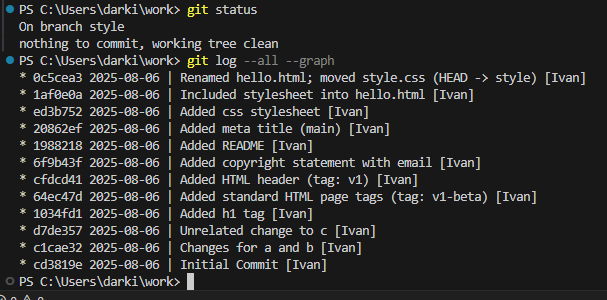 PS C:\Users\darki\work> git status
On branch style
nothing to commit, working tree clean
PS C:\Users\darki\work> git log --all --graph
* 0c5cea3 2025-08-06 | Renamed hello.html; moved style.css (HEAD -> style) [Ivan]
* 1af0e0a 2025-08-06 | Included stylesheet into hello.html [Ivan]
* ed3b752 2025-08-06 | Added css stylesheet [Ivan]
* 20862ef 2025-08-06 | Added meta title (main) [Ivan]
* 1988218 2025-08-06 | Added README [Ivan]
* 6f9b43f 2025-08-06 | Added copyright statement with email [Ivan]
* cfdcd41 2025-08-06 | Added HTML header (tag: v1) [Ivan]
* 64ec47d 2025-08-06 | Added standard HTML page tags (tag: v1-beta) [Ivan]
* 1034fd1 2025-08-06 | Added h1 tag [Ivan]
* d7de357 2025-08-06 | Unrelated change to c [Ivan]
* c1cae32 2025-08-06 | Changes for a and b [Ivan]
* cd3819e 2025-08-06 | Initial Commit [Ivan]
PS C:\Users\darki\work>